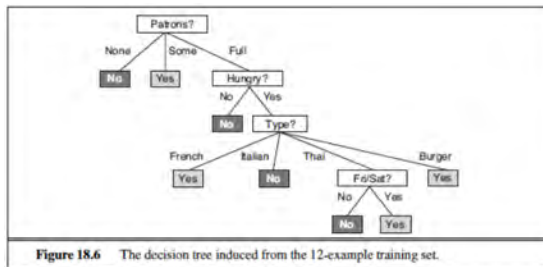 Patrons?
None Some Full
No Yes Hungry?
No Yes
No Type?
French Italian Thai Burger
Yes No Fri/Sat? Yes
No Yes
No Yes
Figure 18.6 The decision tree induced from the 12-example training set.